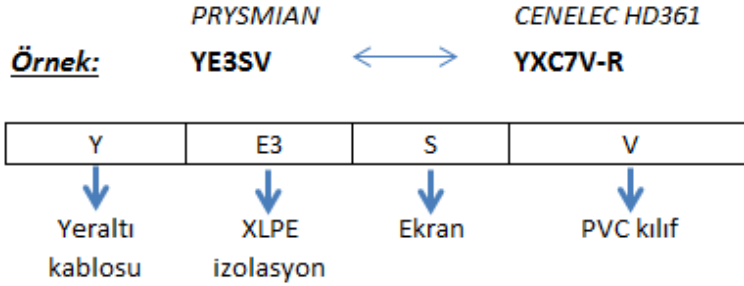 PRYSMIAN CENELEC HD361
Örnek: YE3SV YXC7V-R
Y E3 S V
Yeraltı XLPE Ekran PVC kılıf
kablosu izolasyon